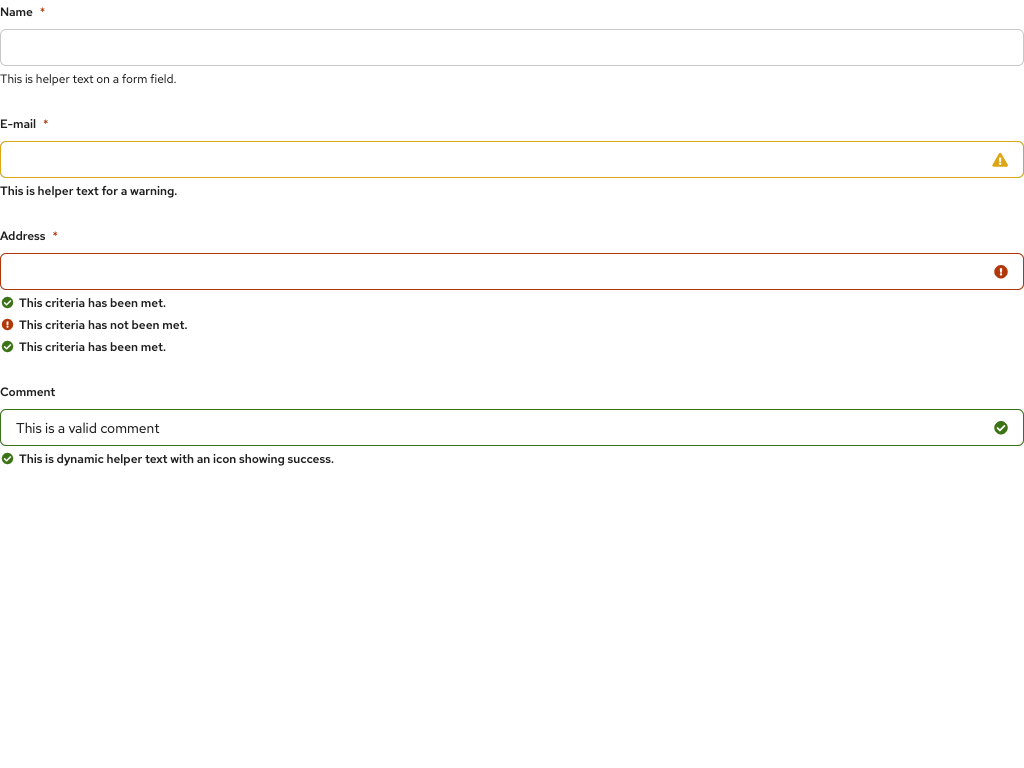 Name *
This is helper text on a form field.
E-mail *
This is helper text for a warning.
Address *
This criteria has been met.
This criteria has not been met.
This criteria has been met.
Comment
This is a valid comment
This is dynamic helper text with an icon showing success.